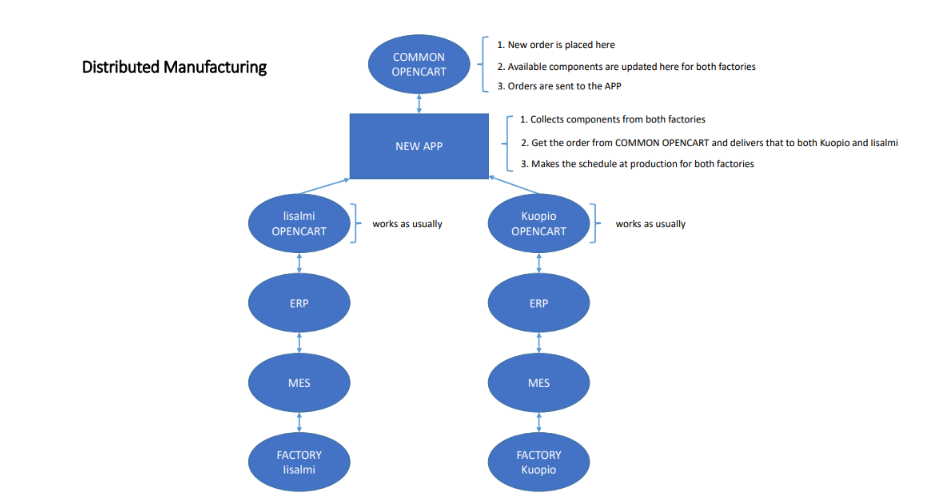 Distributed Manufacturing
COMMON
OPENCART
1. New order is placed here
2. Available components are updated here for both factories
3. Orders are sent to the APP
NEW APP
1. Collects components from both factories
2. Get the order from COMMON OPENCART and delivers that to both Kuopio and Iisalmi
3. Makes the schedule at production for both factories
Iisalmi
OPENCART
works as usually
Kuopio
OPENCART
works as usually
ERP
ERP
MES
MES
FACTORY
Iisalmi
FACTORY
Kuopio